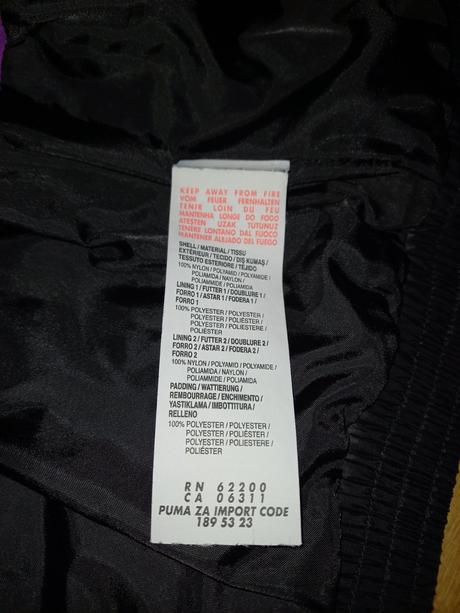 KEEP AWAY FROM FIRE
VOM FEUER FERNHALTEN
TENIR LOIN DU FEU
MANTENHA LONGE DO FOGO
ATEŞTEN UZAK TUTUNUZ
TENERE LONTANO DAL FUOCO
MANTENER ALEJADO DEL FUEGO
SHELL / MATERIAL / TISSU
EXTÉRIEUR / TECIDO / DIŞ KUMAŞ /
TESSUTO ESTERIORE / TEJIDO
100% NYLON / POLYAMID / POLYAMIDE /
POLIAMIDA / NAYLON /
POLIAMMIDE / POLIAMIDA
LINING 1 / FUTTER 1 / DOUBLURE 1 /
FORRO 1 / ASTAR 1 / FODERA 1 /
FORRO 1
100% POLYESTER / POLYESTER /
POLYESTER / POLIÉSTER /
POLYESTER / POLIESTERE /
POLIÉSTER
LINING 2 / FUTTER 2 / DOUBLURE 2 /
FORRO 2 / ASTAR 2 / FODERA 2 /
FORRO 2
100% NYLON / POLYAMID / POLYAMIDE /
POLIAMIDA / NAYLON /
POLIAMMIDE / POLIAMIDA
PADDING / WATTIERUNG /
REMBOURRAGE / ENCHIMENTO /
YASTIKLAMA / IMBOTTITURA /
RELLENO
100% POLYESTER / POLYESTER /
POLYESTER / POLIÉSTER /
POLYESTER / POLIESTERE /
POLIÉSTER
RN 62200
CA 06311
PUMA ZA IMPORT CODE
189 53 23